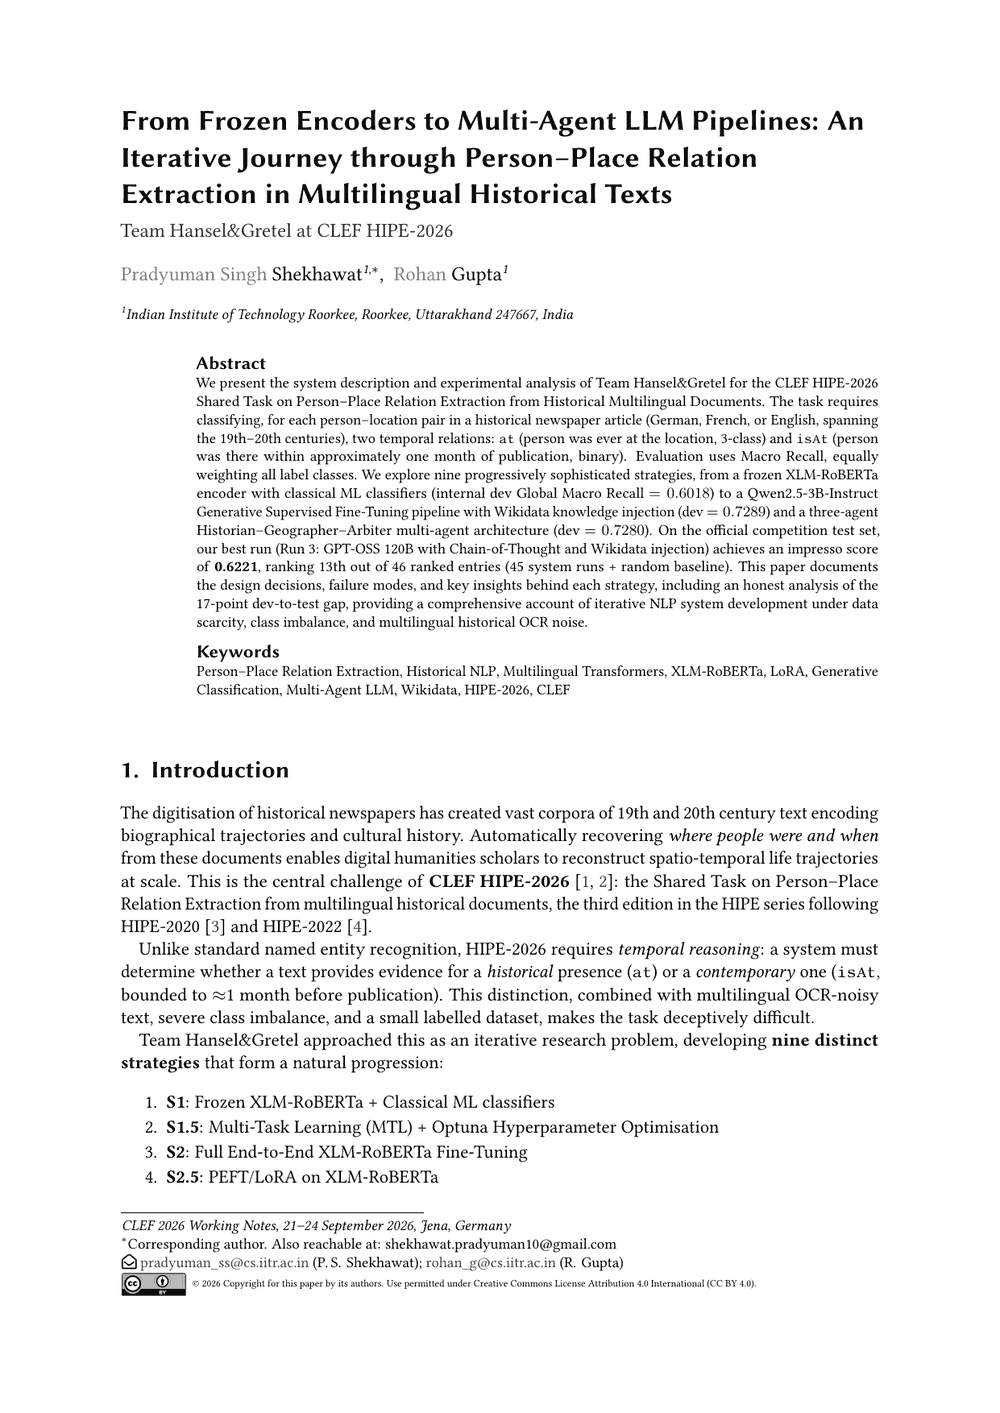 From Frozen Encoders to Multi-Agent LLM Pipelines: An
Iterative Journey through Person–Place Relation
Extraction in Multilingual Historical Texts
Team Hansel&Gretel at CLEF HIPE-2026
Pradyuman Singh Shekhawat1,*, Rohan Gupta1
1Indian Institute of Technology Roorkee, Roorkee, Uttarakhand 247667, India
Abstract
We present the system description and experimental analysis of Team Hansel&Gretel for the CLEF HIPE-2026
Shared Task on Person–Place Relation Extraction from Historical Multilingual Documents. The task requires
classifying, for each person–location pair in a historical newspaper article (German, French, or English, spanning
the 19th–20th centuries), two temporal relations: at (person was ever at the location, 3-class) and isAt (person
was there within approximately one month of publication, binary). Evaluation uses Macro Recall, equally
weighting all label classes. We explore nine progressively sophisticated strategies, from a frozen XLM-RoBERTa
encoder with classical ML classifiers (internal dev Global Macro Recall = 0.6018) to a Qwen2.5-3B-Instruct
Generative Supervised Fine-Tuning pipeline with Wikidata knowledge injection (dev = 0.7289) and a three-agent
Historian–Geographer–Arbiter multi-agent architecture (dev = 0.7280). On the official competition test set,
our best run (Run 3: GPT-OSS 120B with Chain-of-Thought and Wikidata injection) achieves an impresso score
of 0.6221, ranking 13th out of 46 ranked entries (45 system runs + random baseline). This paper documents
the design decisions, failure modes, and key insights behind each strategy, including an honest analysis of the
17-point dev-to-test gap, providing a comprehensive account of iterative NLP system development under data
scarcity, class imbalance, and multilingual historical OCR noise.
Keywords
Person–Place Relation Extraction, Historical NLP, Multilingual Transformers, XLM-RoBERTa, LoRA, Generative
Classification, Multi-Agent LLM, Wikidata, HIPE-2026, CLEF
1. Introduction
The digitisation of historical newspapers has created vast corpora of 19th and 20th century text encoding
biographical trajectories and cultural history. Automatically recovering where people were and when
from these documents enables digital humanities scholars to reconstruct spatio-temporal life trajectories
at scale. This is the central challenge of CLEF HIPE-2026 [1, 2]: the Shared Task on Person–Place
Relation Extraction from multilingual historical documents, the third edition in the HIPE series following
HIPE-2020 [3] and HIPE-2022 [4].
Unlike standard named entity recognition, HIPE-2026 requires temporal reasoning: a system must
determine whether a text provides evidence for a historical presence (at) or a contemporary one (isAt,
bounded to ≈1 month before publication). This distinction, combined with multilingual OCR-noisy
text, severe class imbalance, and a small labelled dataset, makes the task deceptively difficult.
Team Hansel&Gretel approached this as an iterative research problem, developing nine distinct
strategies that form a natural progression:
1. S1: Frozen XLM-RoBERTa + Classical ML classifiers
2. S1.5: Multi-Task Learning (MTL) + Optuna Hyperparameter Optimisation
3. S2: Full End-to-End XLM-RoBERTa Fine-Tuning
4. S2.5: PEFT/LoRA on XLM-RoBERTa
CLEF 2026 Working Notes, 21–24 September 2026, Jena, Germany
*Corresponding author. Also reachable at: shekhawat.pradyuman10@gmail.com
pradyuman_ss@cs.iitr.ac.in (P. S. Shekhawat); rohan_g@cs.iitr.ac.in (R. Gupta)
cc BY © 2026 Copyright for this paper by its authors. Use permitted under Creative Commons License Attribution 4.0 International (CC BY 4.0).